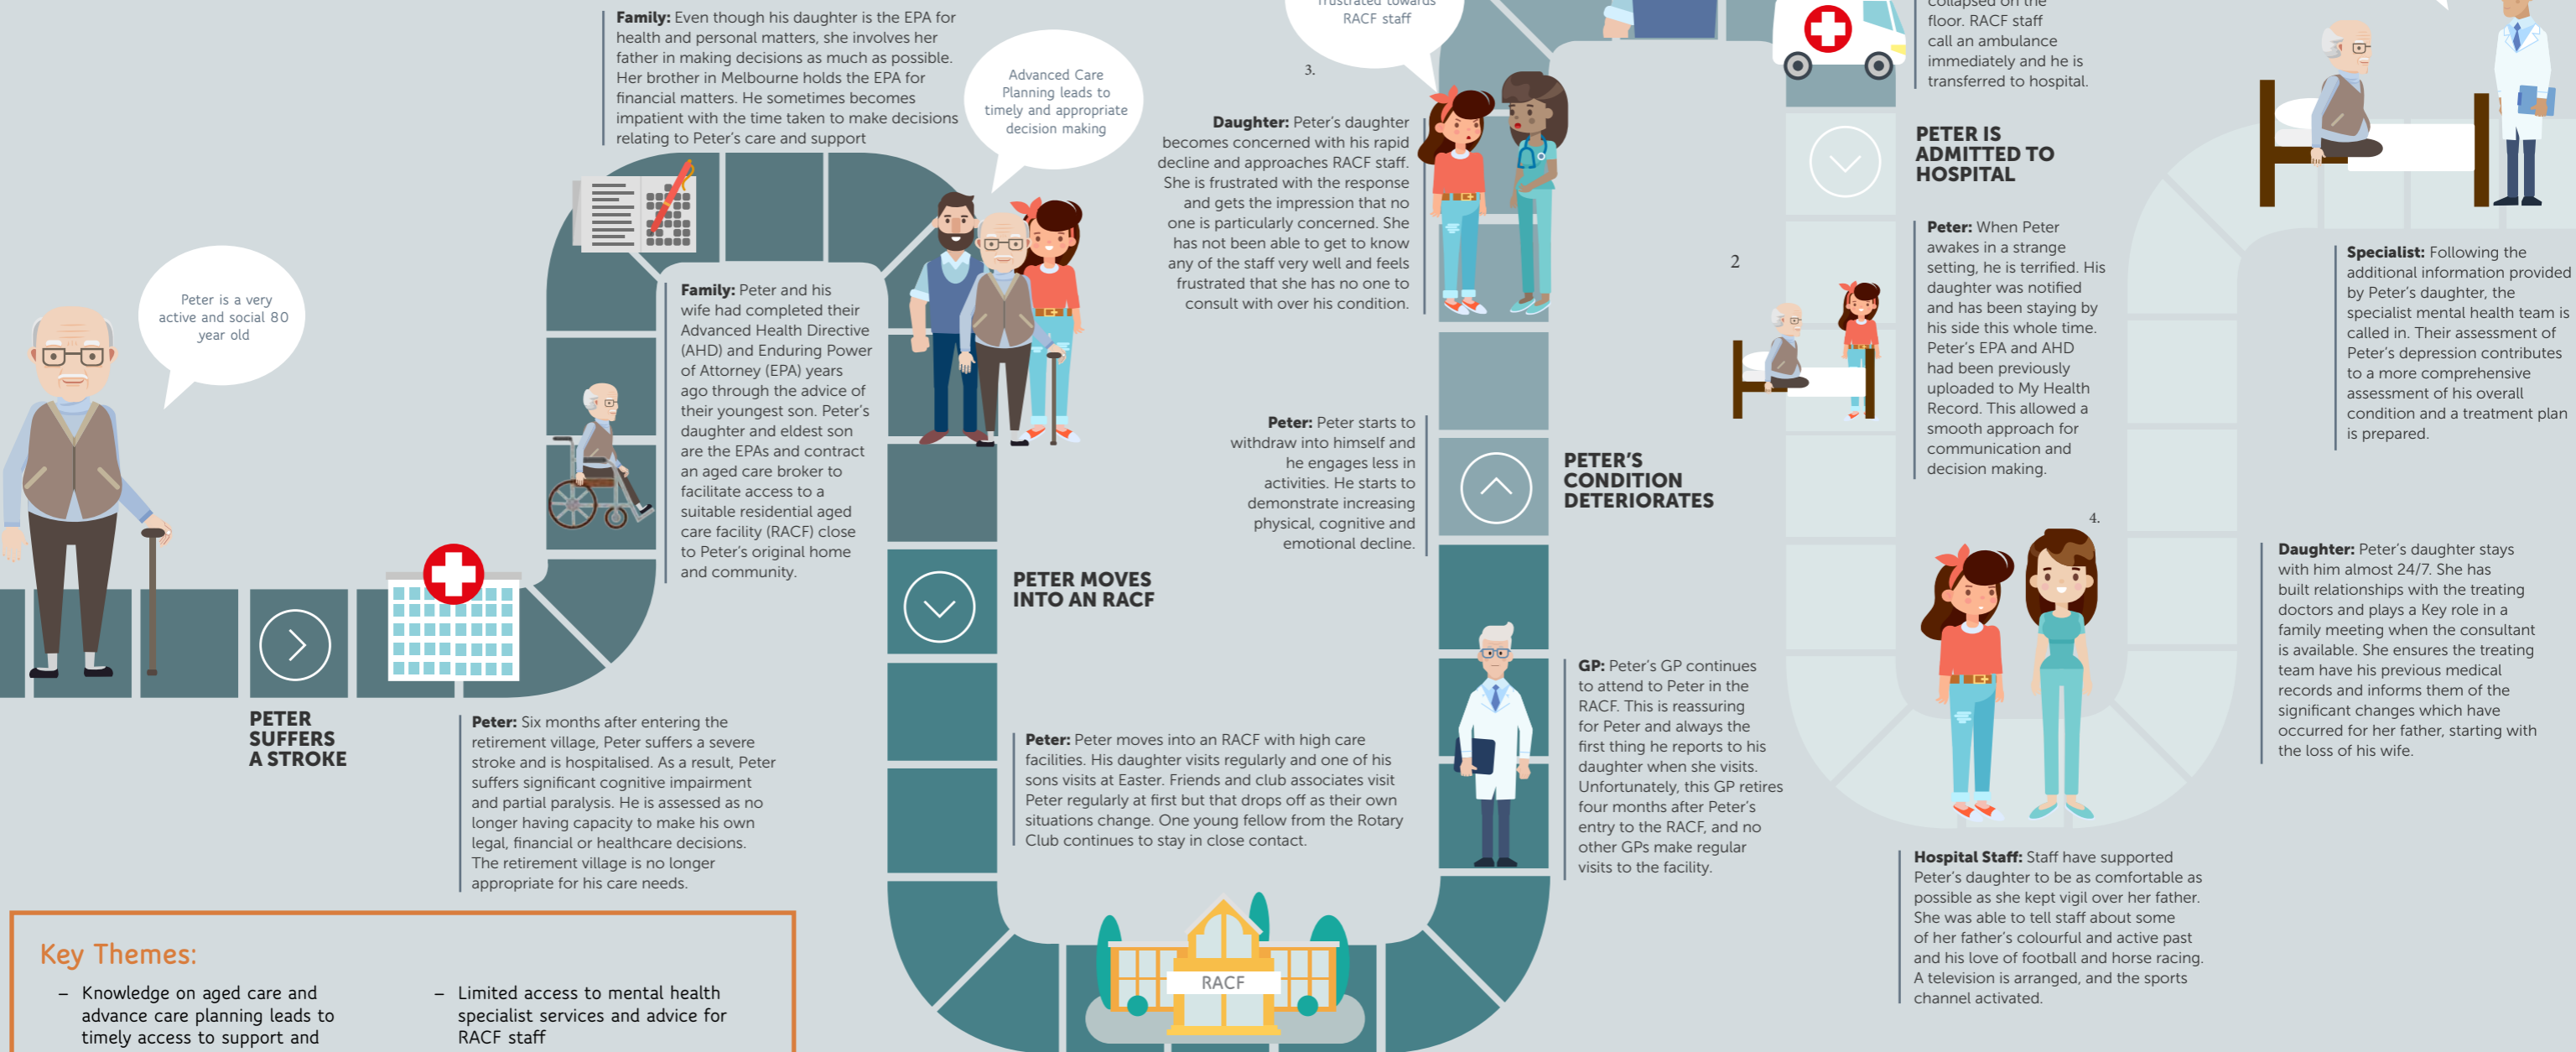 Family: Even though his daughter is the EPA for
health and personal matters, she involves her
father in making decisions as much as possible.
Her brother in Melbourne holds the EPA for
financial matters. He sometimes becomes
impatient with the time taken to make decisions
relating to Peter's care and support
Advanced Care
Planning leads to
timely and appropriate
decision making
Peter is a very
active and social 80
year old
Family: Peter and his
wife had completed their
Advanced Health Directive
(AHD) and Enduring Power
of Attorney (EPA) years
ago through the advice of
their youngest son. Peter's
daughter and eldest son
are the EPAs and contract
an aged care broker to
facilitate access to a
suitable residential aged
care facility (RACF) close
to Peter's original home
and community.
PETER
SUFFERS
A STROKE
Peter: Six months after entering the
retirement village, Peter suffers a severe
stroke and is hospitalised. As a result, Peter
suffers significant cognitive impairment
and partial paralysis. He is assessed as no
longer having capacity to make his own
legal, financial or healthcare decisions.
The retirement village is no longer
appropriate for his care needs.
Key Themes:
– Knowledge on aged care and
advance care planning leads to
timely access to support and
– Limited access to mental health
specialist services and advice for
RACF staff
PETER MOVES
INTO AN RACF
Peter: Peter moves into an RACF with high care
facilities. His daughter visits regularly and one of his
sons visits at Easter. Friends and club associates visit
Peter regularly at first but that drops off as their own
situations change. One young fellow from the Rotary
Club continues to stay in close contact.
RACF
frustrated towards
RACF staff
3.
Daughter: Peter's daughter
becomes concerned with his rapid
decline and approaches RACF staff.
She is frustrated with the response
and gets the impression that no
one is particularly concerned. She
has not been able to get to know
any of the staff very well and feels
frustrated that she has no one to
consult with over his condition.
Peter: Peter starts to
withdraw into himself and
he engages less in
activities. He starts to
demonstrate increasing
physical, cognitive and
emotional decline.
PETER'S
CONDITION
DETERIORATES
GP: Peter's GP continues
to attend to Peter in the
RACF. This is reassuring
for Peter and always the
first thing he reports to his
daughter when she visits.
Unfortunately, this GP retires
four months after Peter's
entry to the RACF, and no
other GPs make regular
visits to the facility.
collapsed on the
floor. RACF staff
call an ambulance
immediately and he is
transferred to hospital.
PETER IS
ADMITTED TO
HOSPITAL
2
Peter: When Peter
awakes in a strange
setting, he is terrified. His
daughter was notified
and has been staying by
his side this whole time.
Peter's EPA and AHD
had been previously
uploaded to My Health
Record. This allowed a
smooth approach for
communication and
decision making.
4.
Hospital Staff: Staff have supported
Peter's daughter to be as comfortable as
possible as she kept vigil over her father.
She was able to tell staff about some
of her father's colourful and active past
and his love of football and horse racing.
A television is arranged, and the sports
channel activated.
Specialist: Following the
additional information provided
by Peter's daughter, the
specialist mental health team is
called in. Their assessment of
Peter's depression contributes
to a more comprehensive
assessment of his overall
condition and a treatment plan
is prepared.
Daughter: Peter's daughter stays
with him almost 24/7. She has
built relationships with the treating
doctors and plays a Key role in a
family meeting when the consultant
is available. She ensures the treating
team have his previous medical
records and informs them of the
significant changes which have
occurred for her father, starting with
the loss of his wife.